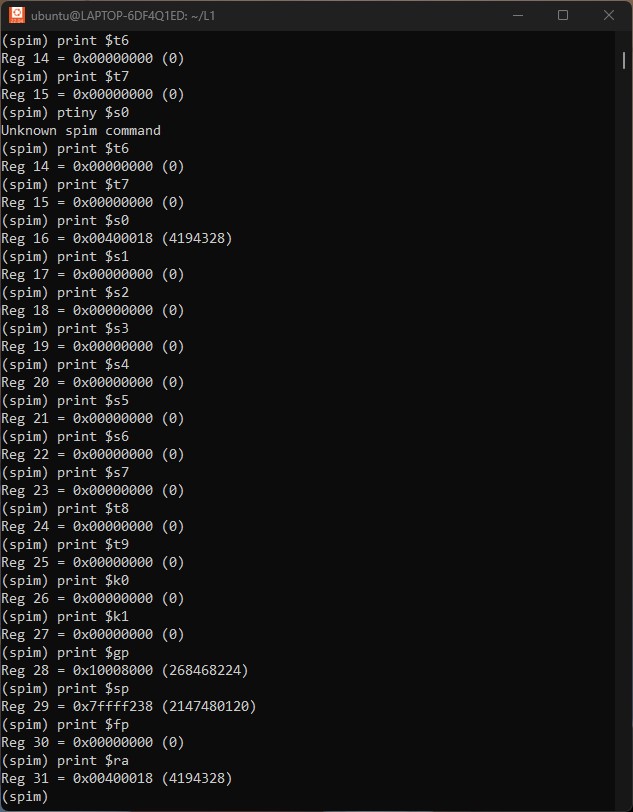 ubuntu@LAPTOP-6DF4Q1ED: ~/L1
(spim) print $t6
Reg 14 = 0x00000000 (0)
(spim) print $t7
Reg 15 = 0x00000000 (0)
(spim) ptiny $s0
Unknown spim command
(spim) print $t6
Reg 14 = 0x00000000 (0)
(spim) print $t7
Reg 15 = 0x00000000 (0)
(spim) print $s0
Reg 16 = 0x00400018 (4194328)
(spim) print $s1
Reg 17 = 0x00000000 (0)
(spim) print $s2
Reg 18 = 0x00000000 (0)
(spim) print $s3
Reg 19 = 0x00000000 (0)
(spim) print $s4
Reg 20 = 0x00000000 (0)
(spim) print $s5
Reg 21 = 0x00000000 (0)
(spim) print $s6
Reg 22 = 0x00000000 (0)
(spim) print $s7
Reg 23 = 0x00000000 (0)
(spim) print $t8
Reg 24 = 0x00000000 (0)
(spim) print $t9
Reg 25 = 0x00000000 (0)
(spim) print $k0
Reg 26 = 0x00000000 (0)
(spim) print $k1
Reg 27 = 0x00000000 (0)
(spim) print $gp
Reg 28 = 0x10008000 (268468224)
(spim) print $sp
Reg 29 = 0x7ffff238 (2147480120)
(spim) print $fp
Reg 30 = 0x00000000 (0)
(spim) print $ra
Reg 31 = 0x00400018 (4194328)
(spim)